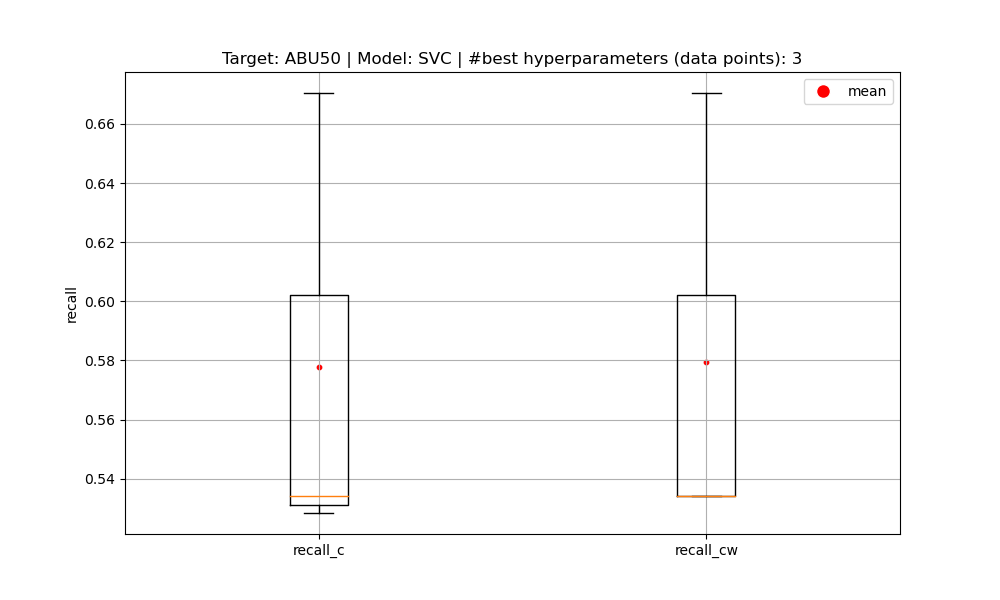 Target: ABU50 | Model: SVC | #best hyperparameters (data points): 3
mean
0.66
0.64
0.62
0.60
0.58
0.56
0.54
recall
recall_c
recall_cw